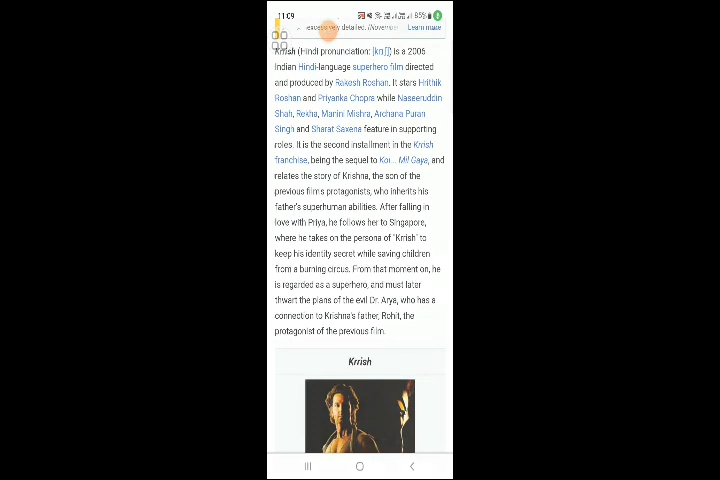 11:09
85%
excessively detailed. (November
Learn more
Krrish (Hindi pronunciation: [krɪʃ]) is a 2006
Indian Hindi-language superhero film directed
and produced by Rakesh Roshan. It stars Hrithik
Roshan and Priyanka Chopra while Naseeruddin
Shah, Rekha, Manini Mishra, Archana Puran
Singh and Sharat Saxena feature in supporting
roles. It is the second installment in the Krrish
franchise, being the sequel to Koi... Mil Gaya, and
relates the story of Krishna, the son of the
previous films protagonists, who inherits his
father's superhuman abilities. After falling in
love with Priya, he follows her to Singapore,
where he takes on the persona of "Krrish" to
keep his identity secret while saving children
from a burning circus. From that moment on, he
is regarded as a superhero, and must later
thwart the plans of the evil Dr. Arya, who has a
connection to Krishna's father, Rohit, the
protagonist of the previous film.
Krrish